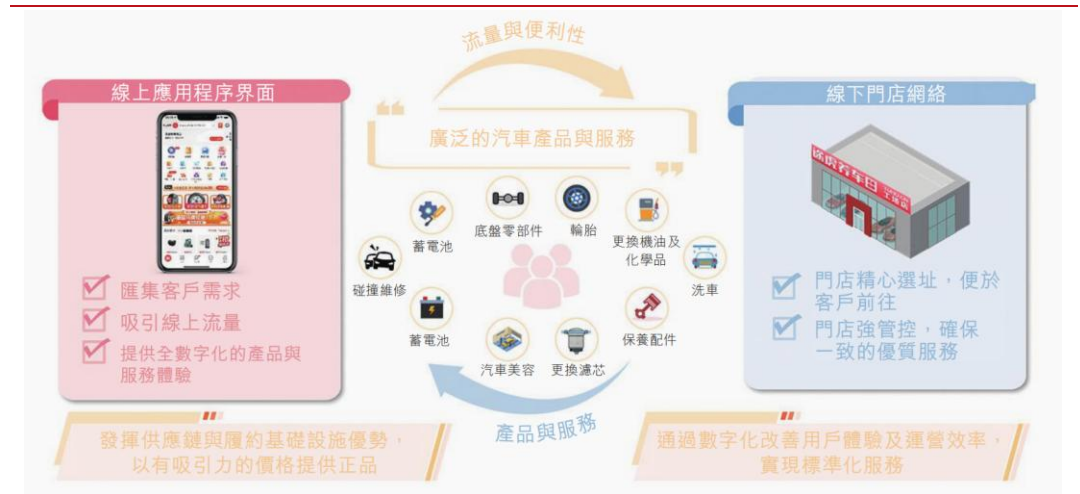 流量與便利性
線上應用程序界面
匯集客戶需求
吸引線上流量
提供全數字化的產品與
服務體驗
廣泛的汽車產品與服務
蓄電池
底盤零部件
輪胎
更換機油及
化學品
碰撞維修
洗車
蓄電池
汽車美容
更換濾芯
保養配件
產品與服務
線下門店網絡
途虎养车
门店精心選址,便於
客戶前往
門店強管控,確保
一致的優質服務
發揮供應鏈與履約基礎設施優勢,
以有吸引力的價格提供正品
通過數字化改善用戶體驗及運營效率,
實現標準化服務